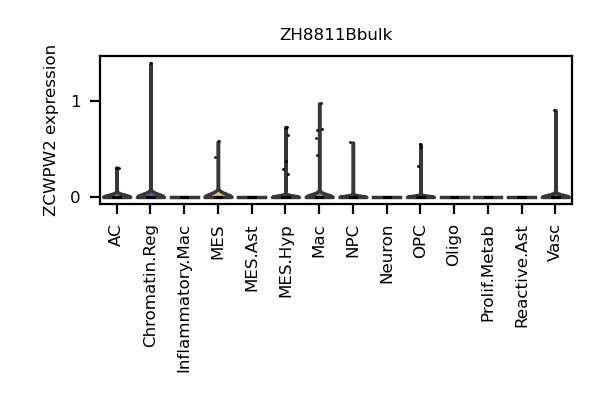 ZH8811Bbulk
ZCWPW2 expression
1
0
AC
Chromatin.Reg
Inflammatory.Mac
MES
MES.Ast
MES.Hyp
Mac
NPC
Neuron
OPC
Oligo
Prolif.Metab
Reactive.Ast
Vasc